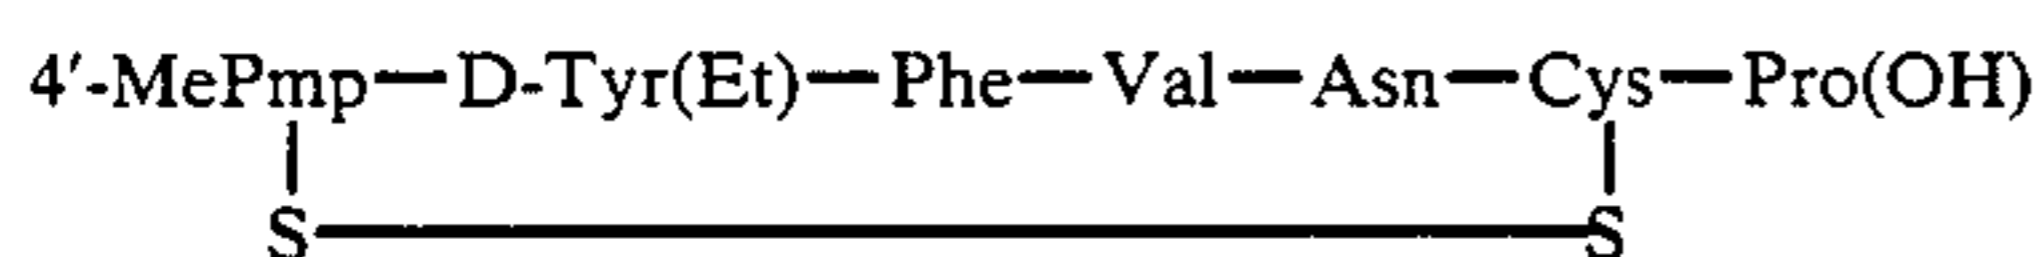 4′-MePmp—D-Tyr(Et)—Phe—Val—Asn—Cys—Pro(OH)
S S